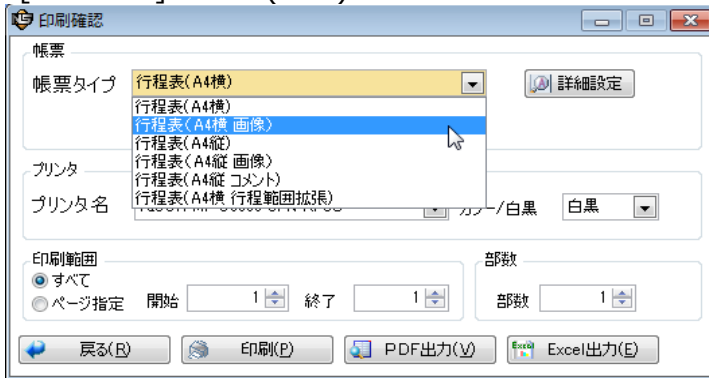 印刷確認
帳票
帳票タイプ 行程表(A4横) 詳細設定
行程表(A4横)
行程表(A4横 画像)
行程表(A4縦)
行程表(A4縦 画像)
行程表(A4縦 コメント)
行程表(A4横 行程範囲拡張)
プリンタ
プリンタ名 /白黒 白黒
印刷範囲
すべて
ページ指定 開始 1 終了 1
部数
部数 1
戻る(R) 印刷(P) PDF出力(V) Excel出力(E)